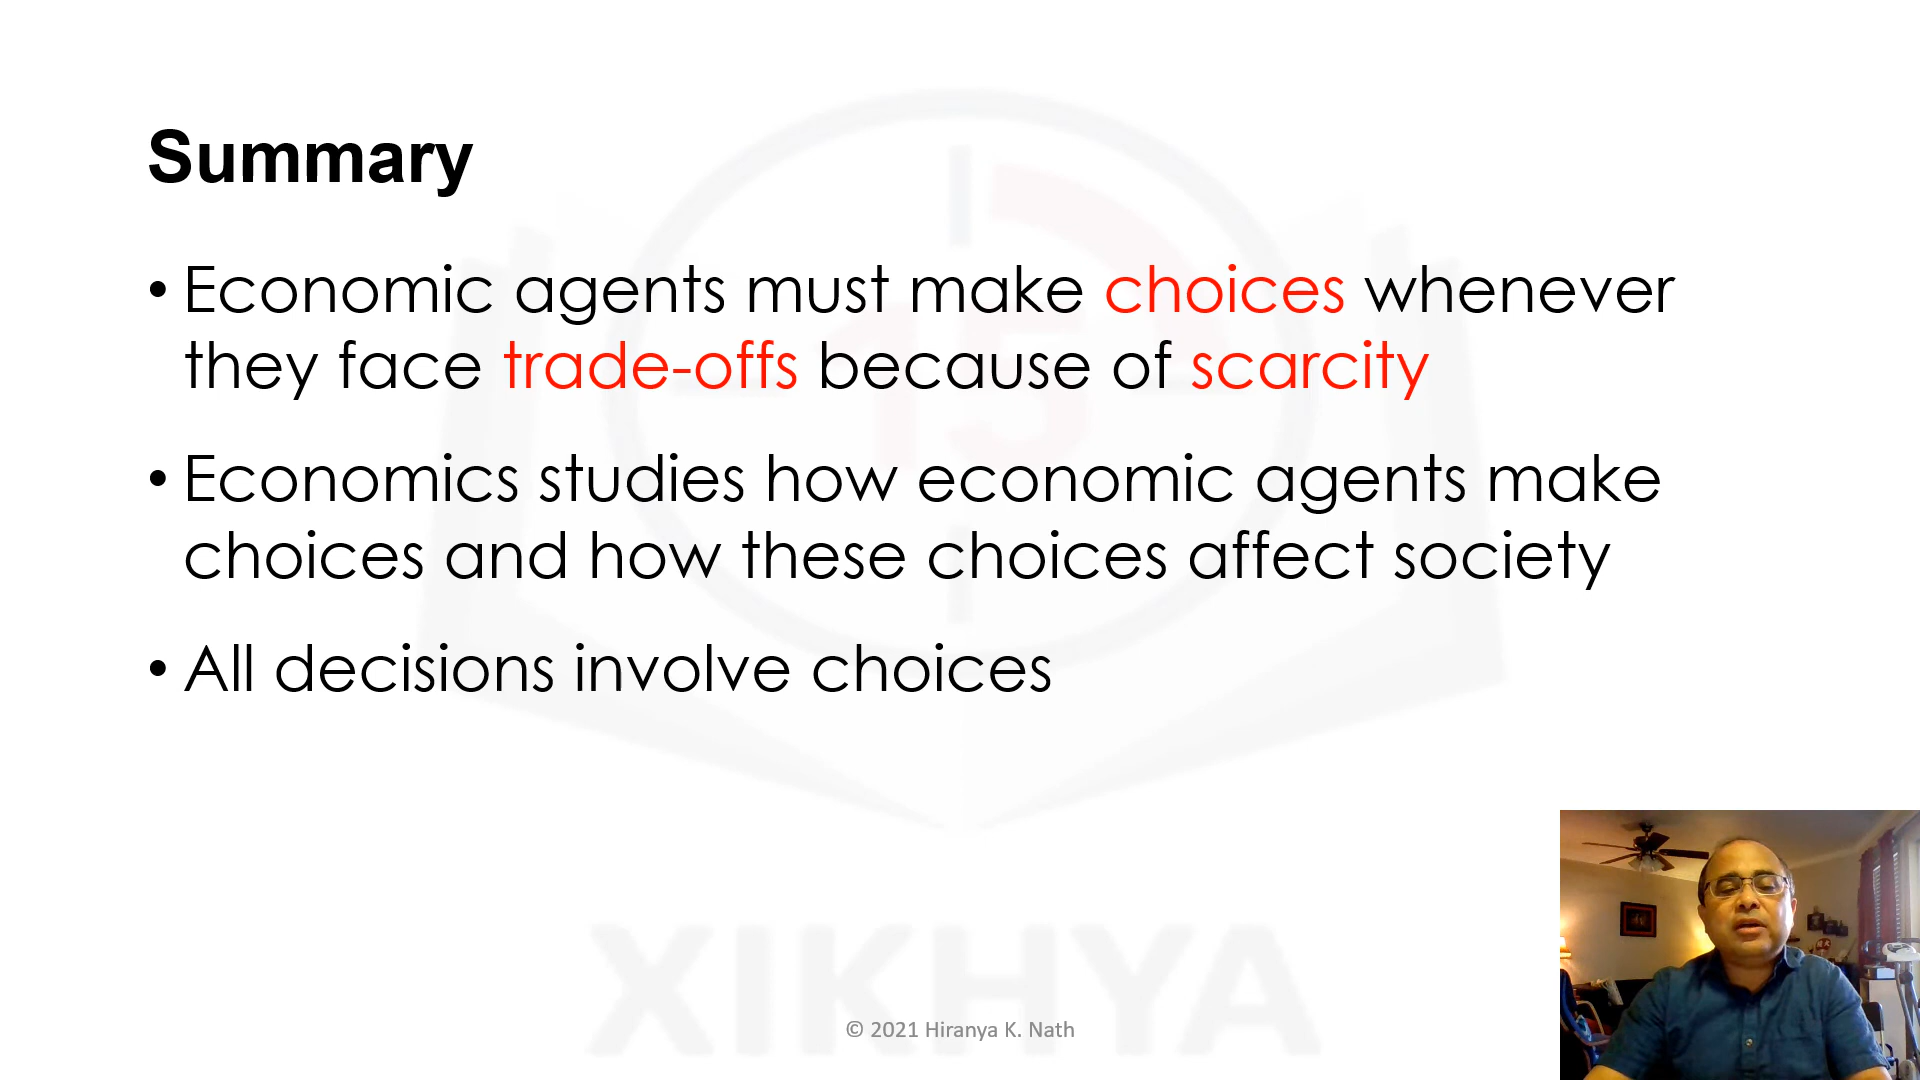 Summary
• Economic agents must make choices whenever
they face trade-offs because of scarcity
• Economics studies how economic agents make
choices and how these choices affect society
• All decisions involve choices
15
XIKHYA
© 2021 Hiranya K. Nath